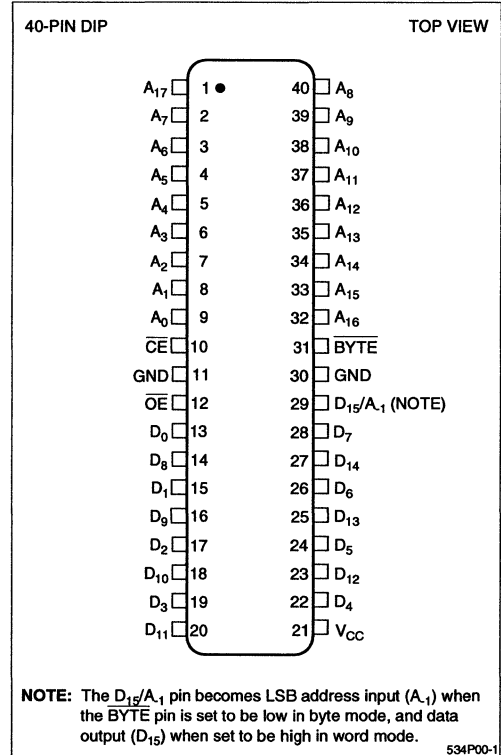 40-PIN DIP TOP VIEW
A17 1 40 A8
A7 2 39 A9
A6 3 38 A10
A5 4 37 A11
A4 5 36 A12
A3 6 35 A13
A2 7 34 A14
A1 8 33 A15
A0 9 32 A16
C̅E̅ 10 31 B̅Y̅T̅E̅
GND 11 30 GND
O̅E̅ 12 29 D15/A-1 (NOTE)
D0 13 28 D7
D8 14 27 D14
D1 15 26 D6
D9 16 25 D13
D2 17 24 D5
D10 18 23 D12
D3 19 22 D4
D11 20 21 VCC
NOTE: The D15/A-1 pin becomes LSB address input (A-1) when
the B̅Y̅T̅E̅ pin is set to be low in byte mode, and data
output (D15) when set to be high in word mode.
534P00-1